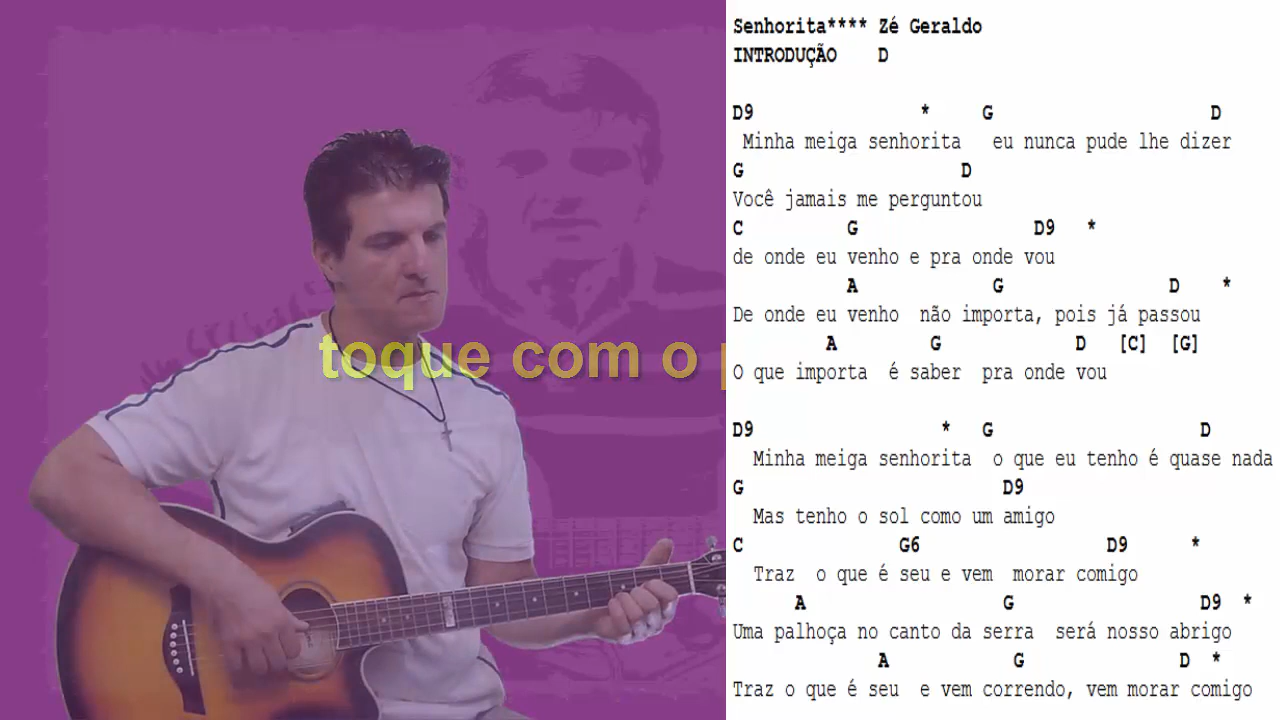 Senhorita**** Zé Geraldo
INTRODUÇÃO D
D9 * G D
Minha meiga senhorita eu nunca pude lhe dizer
G D
Você jamais me perguntou
C G D9 *
de onde eu venho e pra onde vou
A G D *
De onde eu venho não importa, pois já passou
A G D [C] [G]
O que importa é saber pra onde vou
D9 * G D
Minha meiga senhorita o que eu tenho é quase nada
G D9
Mas tenho o sol como um amigo
C G6 D9 *
Traz o que é seu e vem morar comigo
A G D9 *
Uma palhoça no canto da serra será nosso abrigo
A G D *
Traz o que é seu e vem correndo, vem morar comigo
toque com o